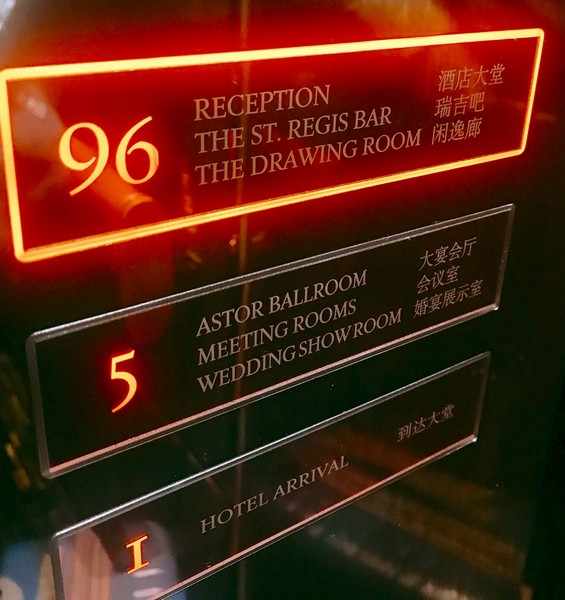 96
RECEPTION 酒店大堂
THE ST. REGIS BAR 瑞吉吧
THE DRAWING ROOM 闲逸廊
5
ASTOR BALLROOM 大宴会厅
MEETING ROOMS 会议室
WEDDING SHOWROOM 婚宴展示室
1
HOTEL ARRIVAL 到达大堂